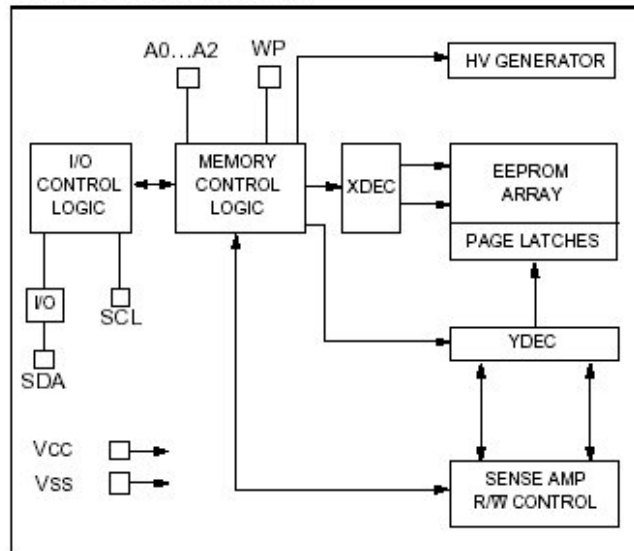 A0...A2
WP
HV GENERATOR
I/O
CONTROL
LOGIC
MEMORY
CONTROL
LOGIC
XDEC
EEPROM
ARRAY
PAGE LATCHES
I/O
SCL
SDA
YDEC
VCC
VSS
SENSE AMP
R/W CONTROL